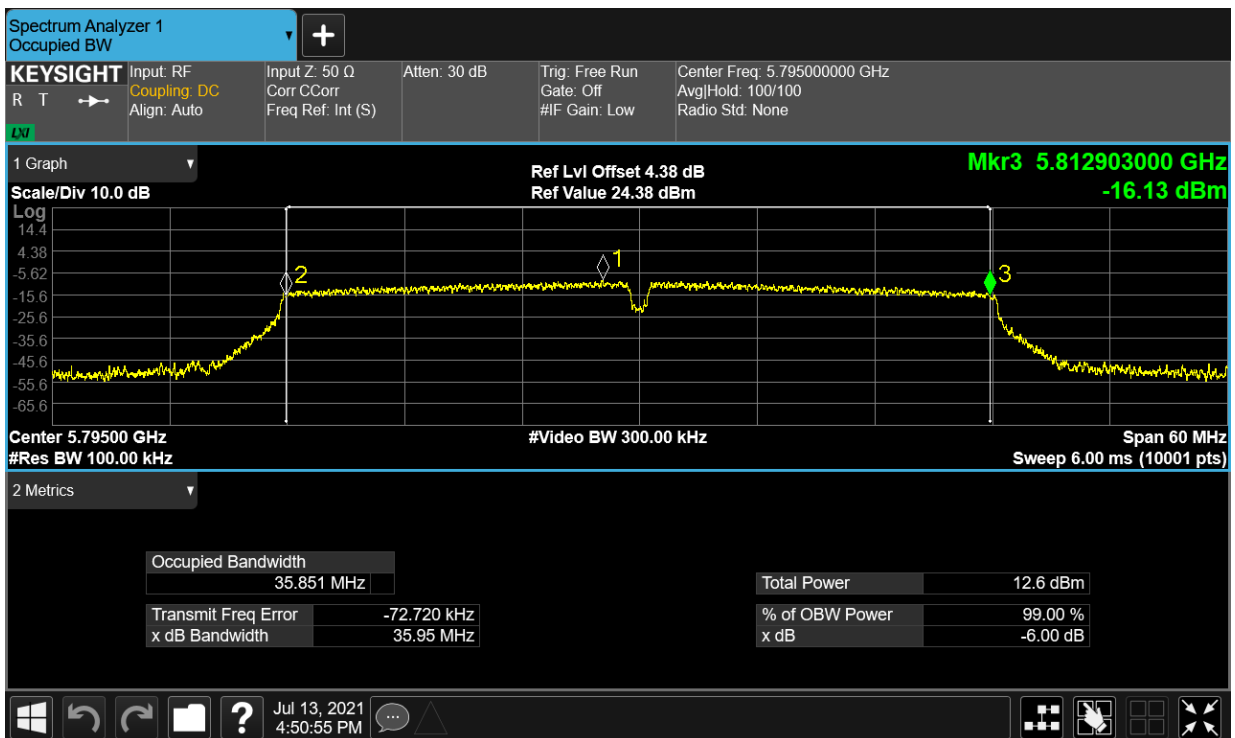 Spectrum Analyzer 1
Occupied BW
+
KEYSIGHT
R T
LXI
Input: RF
Coupling: DC
Align: Auto
Input Z: 50 Ω
Corr CCorr
Freq Ref: Int (S)
Atten: 30 dB
Trig: Free Run
Gate: Off
#IF Gain: Low
Center Freq: 5.795000000 GHz
Avg|Hold: 100/100
Radio Std: None
1 Graph
Scale/Div 10.0 dB
Ref Lvl Offset 4.38 dB
Ref Value 24.38 dBm
Mkr3 5.812903000 GHz
-16.13 dBm
Log
14.4
4.38
-5.62
-15.6
-25.6
-35.6
-45.6
-55.6
-65.6
2
1
3
Center 5.79500 GHz
#Video BW 300.00 kHz
Span 60 MHz
#Res BW 100.00 kHz
Sweep 6.00 ms (10001 pts)
2 Metrics
Occupied Bandwidth
35.851 MHz
Transmit Freq Error -72.720 kHz
x dB Bandwidth 35.95 MHz
Total Power 12.6 dBm
% of OBW Power 99.00 %
x dB -6.00 dB
?
Jul 13, 2021
4:50:55 PM